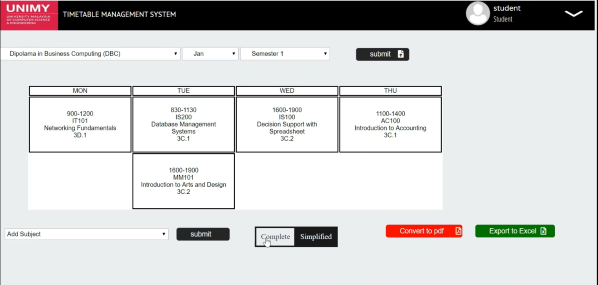 UNIMY
UNIVERSITY MALAYSIA
OF COMPUTER SCIENCE
& ENGINEERING
TIMETABLE MANAGEMENT SYSTEM
student
Student
Dipolama in Business Computing (DBC)
Jan
Semester 1
submit
MON
TUE
WED
THU
900-1200
IT101
Networking Fundamentals
3D.1
830-1130
IS200
Database Management
Systems
3C.1
1600-1900
IS100
Decision Support with
Spreadsheet
3C.2
1100-1400
AC100
Introduction to Accounting
3C.1
1600-1900
MM101
Introduction to Arts and Design
3C.2
Add Subject
submit
Complete
Simplified
Convert to pdf
Export to Excel